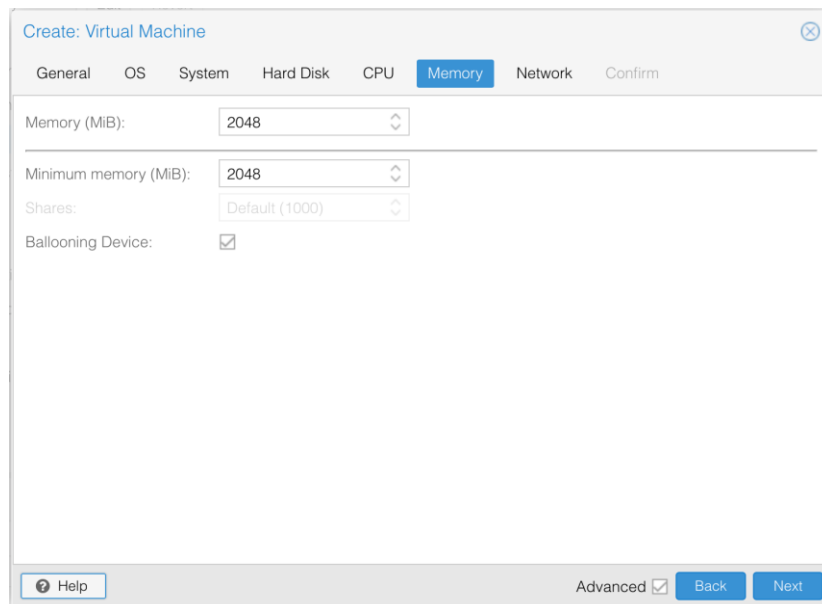 Create: Virtual Machine
General OS System Hard Disk CPU Memory Network Confirm
Memory (MiB): 2048
Minimum memory (MiB): 2048
Shares: Default (1000)
Ballooning Device:
Help Advanced Back Next